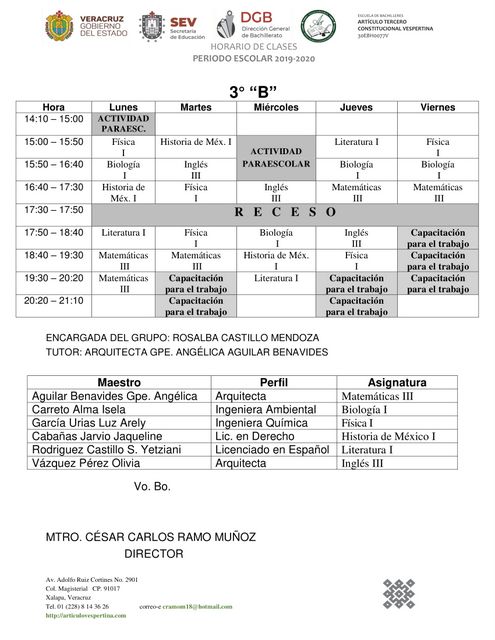 VERACRUZ
GOBIERNO
DEL ESTADO
SEV
Secretaría
de Educación
DGB
Dirección General
de Bachillerato
ESCUELA DE BACHILLERES
ARTÍCULO TERCERO
CONSTITUCIONAL VESPERTINA
30EBH0077V
HORARIO DE CLASES
PERIODO ESCOLAR 2019-2020
3° “B”
Hora Lunes Martes Miércoles Jueves Viernes
14:10 – 15:00 ACTIVIDAD
PARAESC.
15:00 – 15:50 Física Historia de Méx. I Literatura I Física
I I
ACTIVIDAD
PARAESCOLAR
15:50 – 16:40 Biología Inglés Biología Biología
I III I I
16:40 – 17:30 Historia de Física Inglés Matemáticas Matemáticas
Méx. I I III III III
17:30 – 17:50 R E C E S O
17:50 – 18:40 Literatura I Física Biología Inglés Capacitación
I I III para el trabajo
18:40 – 19:30 Matemáticas Matemáticas Historia de Méx. Física Capacitación
III III I I para el trabajo
19:30 – 20:20 Matemáticas Capacitación Literatura I Capacitación Capacitación
III para el trabajo para el trabajo para el trabajo
20:20 – 21:10 Capacitación Capacitación
para el trabajo para el trabajo
ENCARGADA DEL GRUPO: ROSALBA CASTILLO MENDOZA
TUTOR: ARQUITECTA GPE. ANGÉLICA AGUILAR BENAVIDES
Maestro Perfil Asignatura
Aguilar Benavides Gpe. Angélica Arquitecta Matemáticas III
Carreto Alma Isela Ingeniera Ambiental Biología I
García Urias Luz Arely Ingeniera Química Física I
Cabañas Jarvio Jaqueline Lic. en Derecho Historia de México I
Rodriguez Castillo S. Yetziani Licenciado en Español Literatura I
Vázquez Pérez Olivia Arquitecta Inglés III
Vo. Bo.
MTRO. CÉSAR CARLOS RAMO MUÑOZ
DIRECTOR
Av. Adolfo Ruiz Cortines No. 2901
Col. Magisterial CP. 91017
Xalapa, Veracruz
Tel. 01 (228) 8 14 36 26 correo-e cramom18@hotmail.com
http://articulovespertina.com